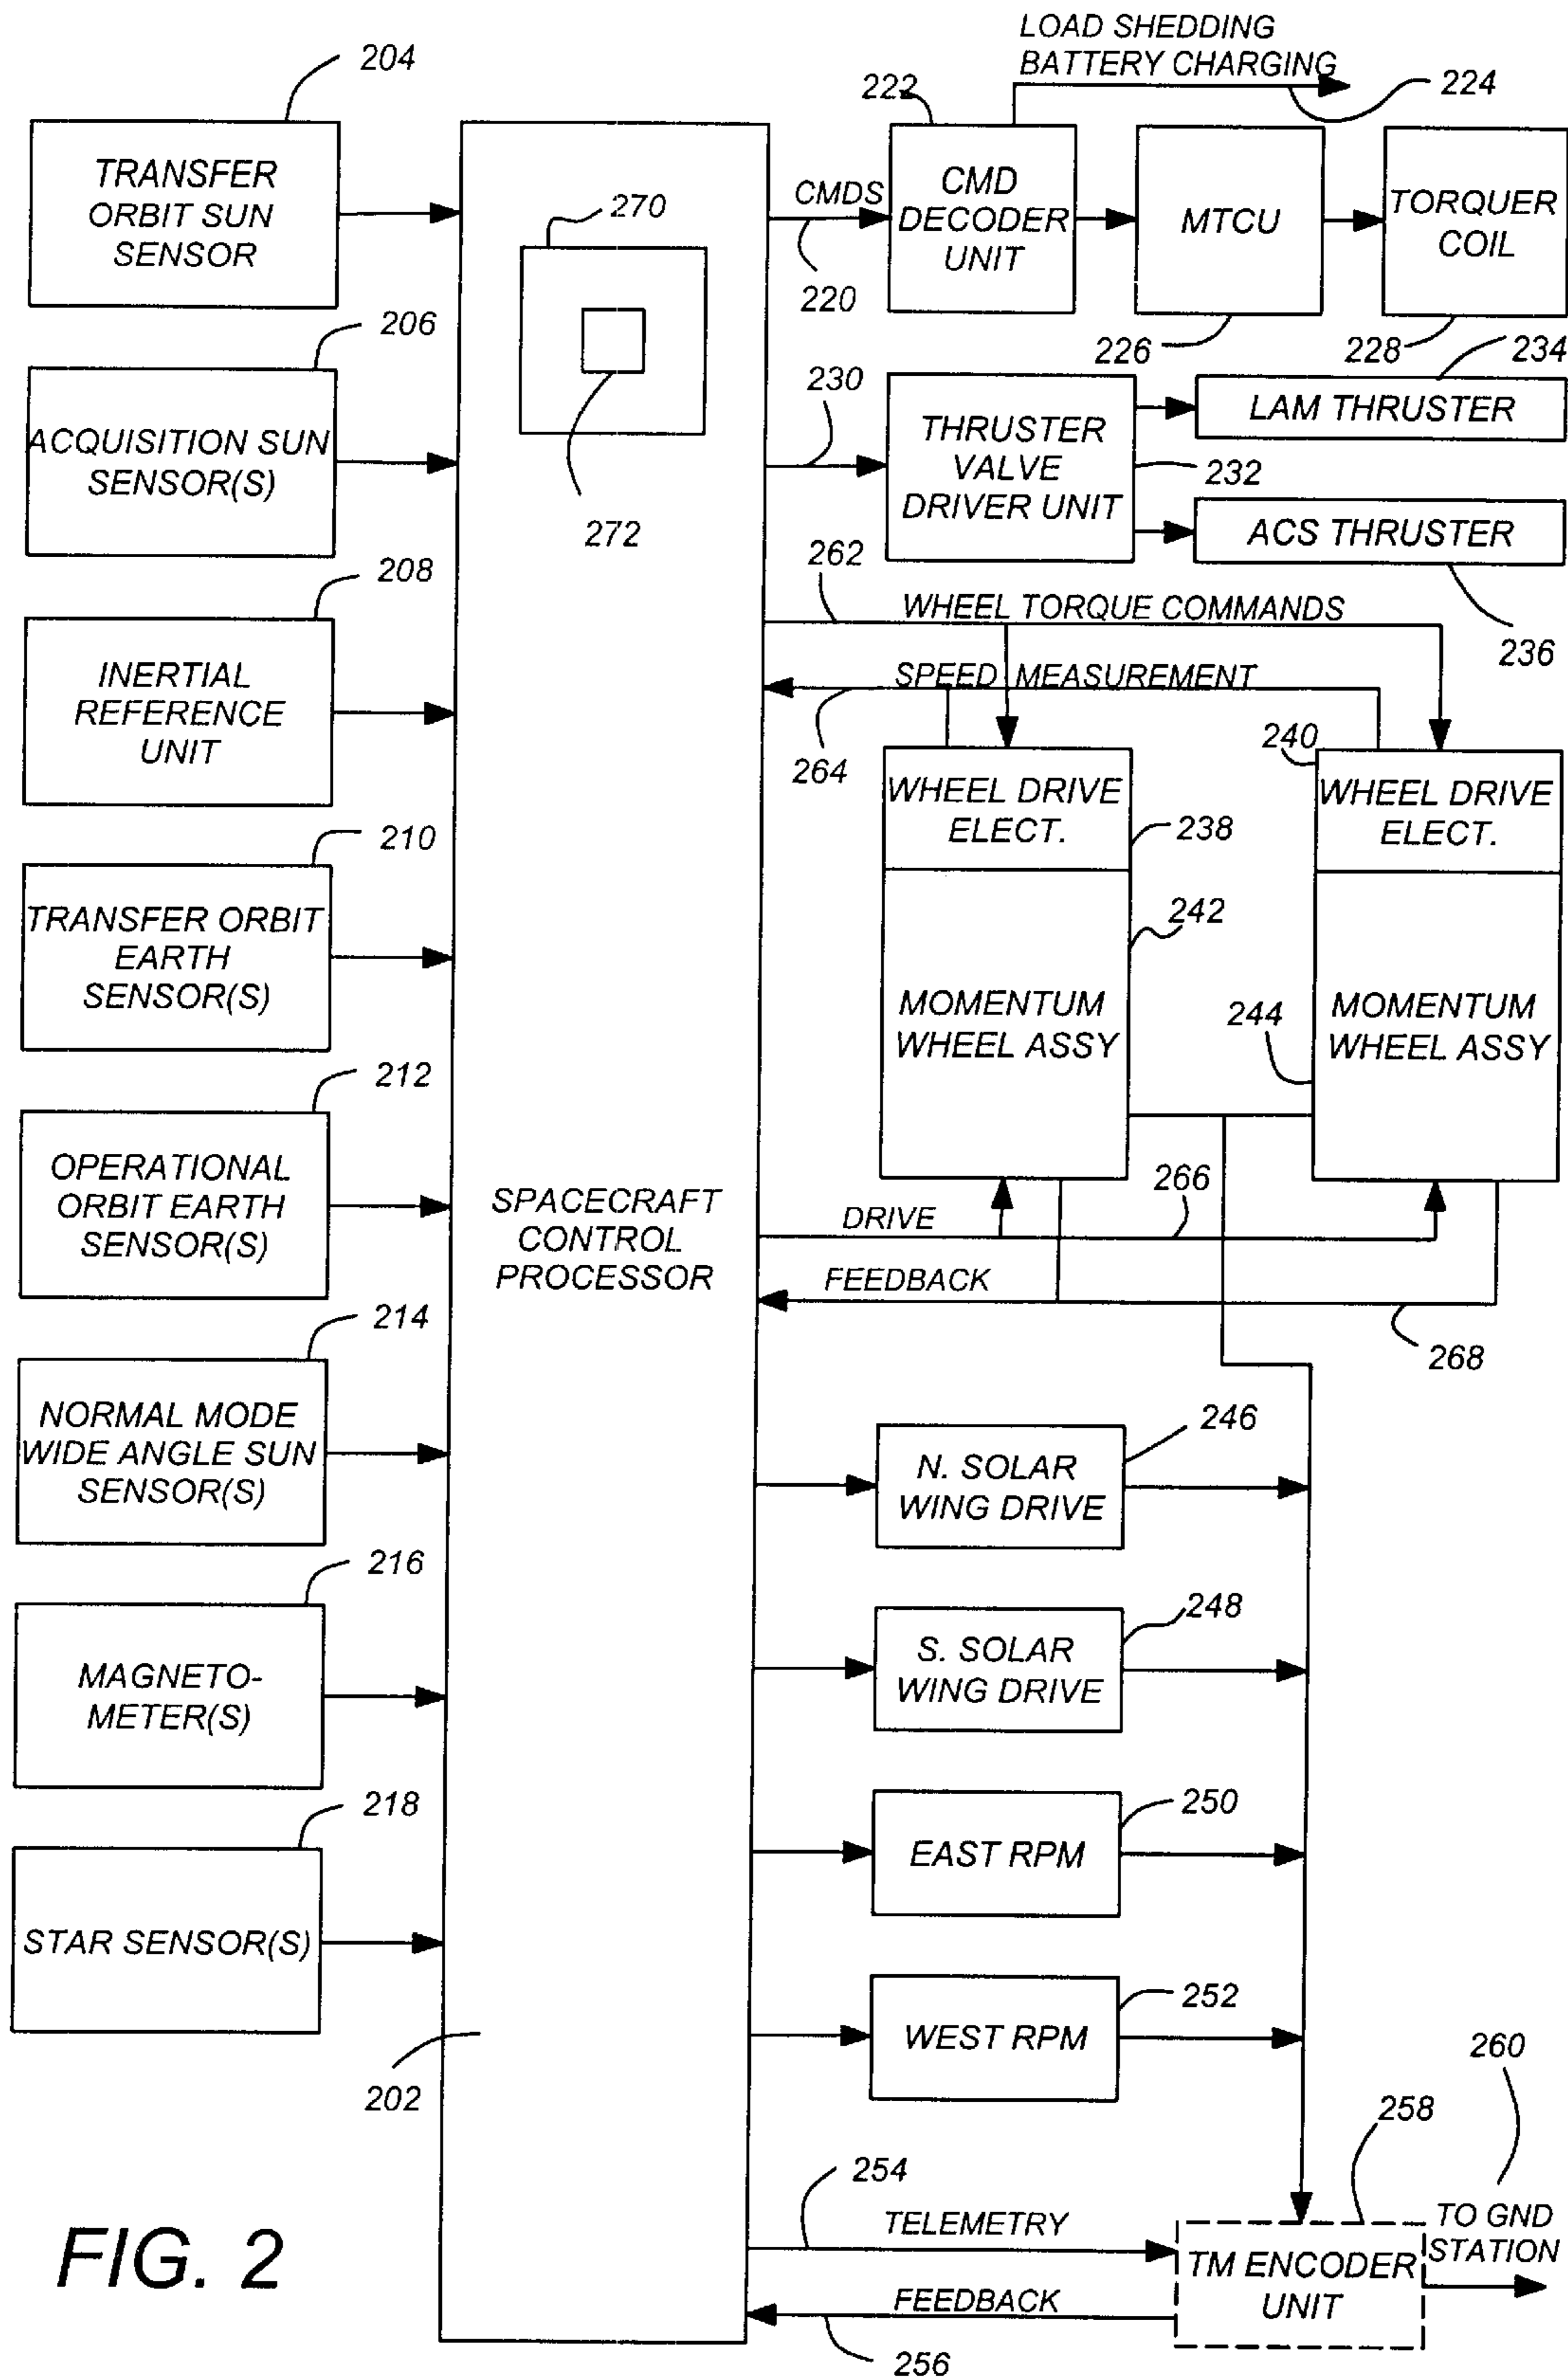 LOAD SHEDDING
BATTERY CHARGING
204
222
224
TRANSFER
ORBIT SUN
SENSOR
270
CMDS
220
CMD
DECODER
UNIT
MTCU
TORQUER
COIL
226
228
234
206
230
LAM THRUSTER
ACQUISITION SUN
SENSOR(S)
THRUSTER
VALVE
DRIVER UNIT
232
272
ACS THRUSTER
208
262
WHEEL TORQUE COMMANDS
236
INERTIAL
REFERENCE
UNIT
SPEED MEASUREMENT
264
240
WHEEL DRIVE
ELECT.
WHEEL DRIVE
ELECT.
210
238
TRANSFER ORBIT
EARTH
SENSOR(S)
242
MOMENTUM
WHEEL ASSY
244
MOMENTUM
WHEEL ASSY
212
OPERATIONAL
ORBIT EARTH
SENSOR(S)
SPACECRAFT
CONTROL
PROCESSOR
266
DRIVE
FEEDBACK
214
268
NORMAL MODE
WIDE ANGLE SUN
SENSOR(S)
246
N. SOLAR
WING DRIVE
216
248
MAGNETO-
METER(S)
S. SOLAR
WING DRIVE
218
250
EAST RPM
STAR SENSOR(S)
252
WEST RPM
202
260
258
254
TELEMETRY
TO GND
STATION
TM ENCODER
UNIT
FEEDBACK
256
FIG. 2